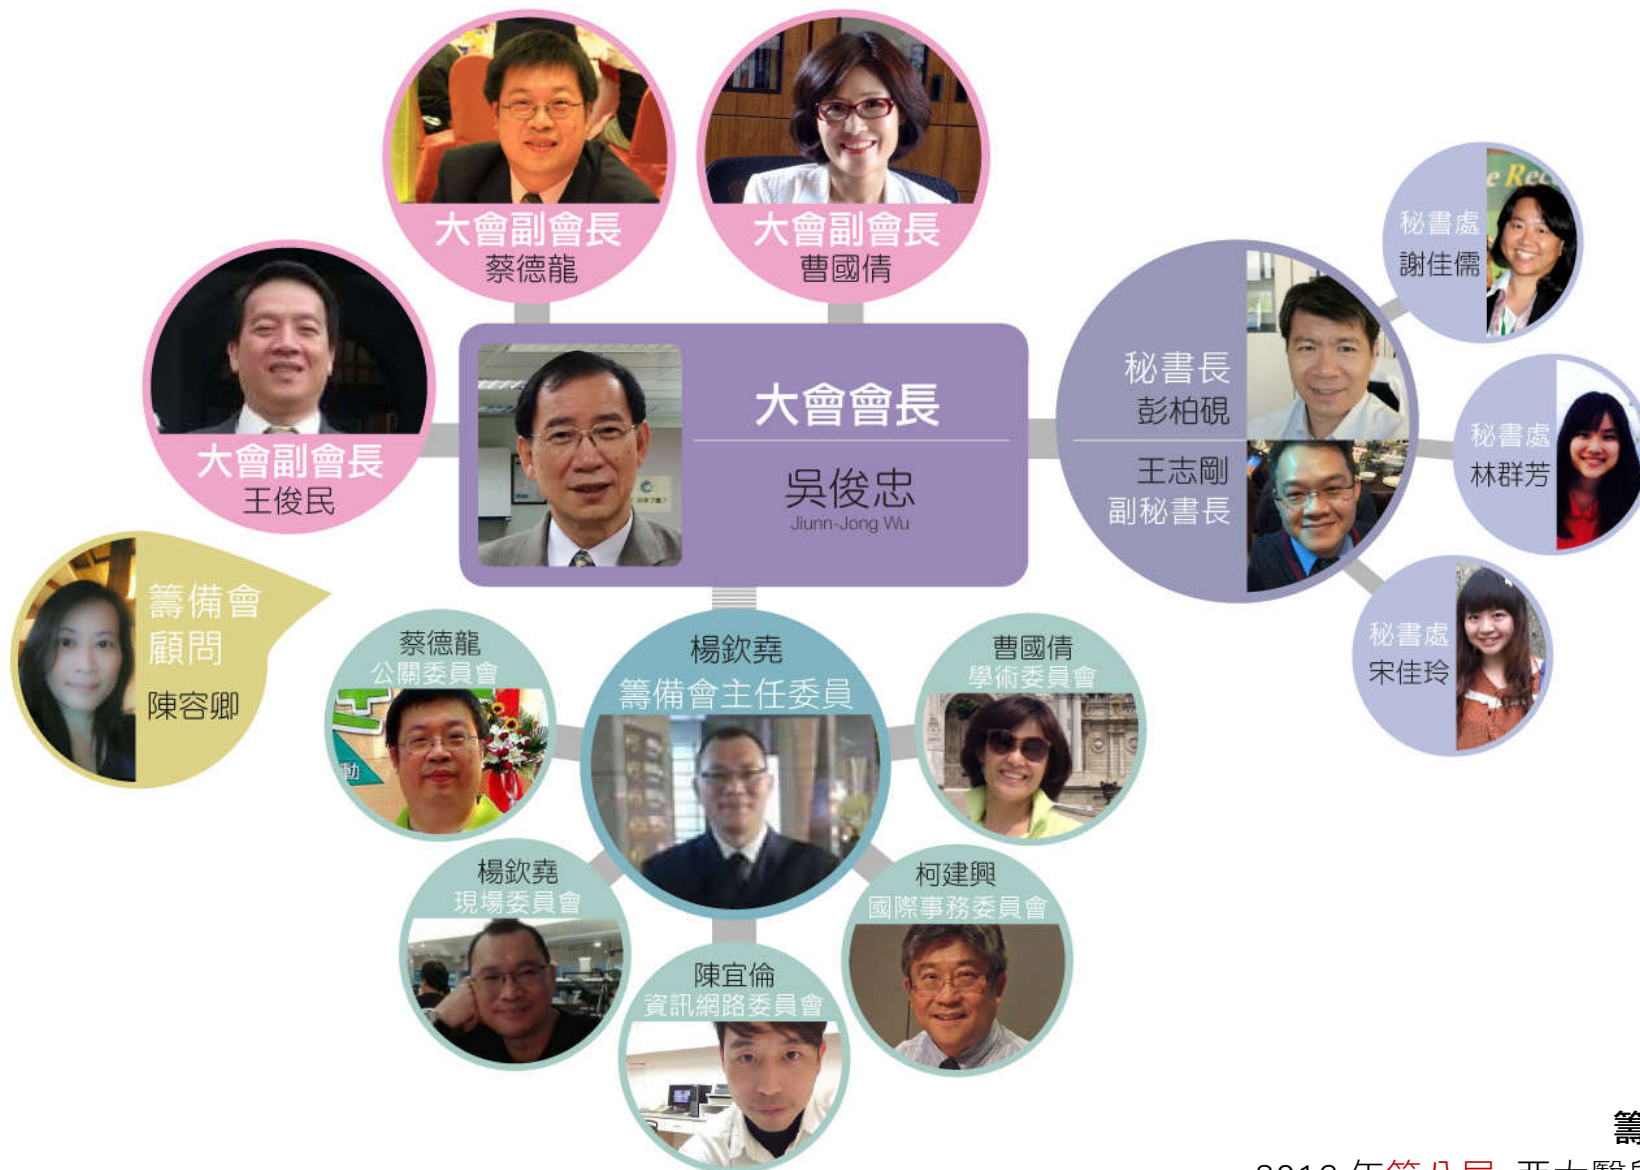 大會副會長
蔡德龍
大會副會長
曹國倩
大會副會長
王俊民
大會會長
吳俊忠
Jiunn-Jong Wu
秘書長
彭柏硯
王志剛
副秘書長
秘書處
謝佳儒
秘書處
林群芳
秘書處
宋佳玲
籌備會
顧問
陳容卿
楊欽堯
籌備會主任委員
蔡德龍
公關委員會
動
曹國倩
學術委員會
楊欽堯
現場委員會
陳宜倫
資訊網路委員會
柯建興
國際事務委員會
e Rec
籌